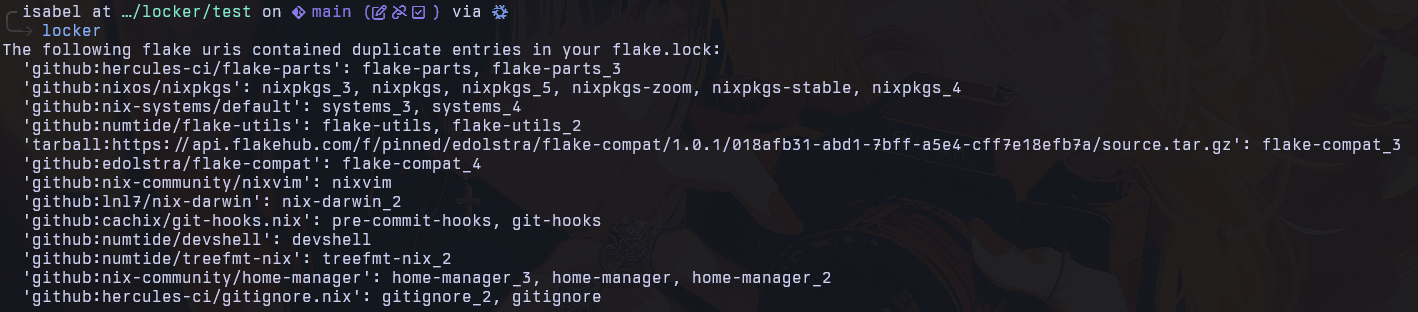 isabel at …/locker/test on main ( ) via
locker
The following flake uris contained duplicate entries in your flake.lock:
'github:hercules-ci/flake-parts': flake-parts, flake-parts_3
'github:nixos/nixpkgs': nixpkgs_3, nixpkgs, nixpkgs_5, nixpkgs-zoom, nixpkgs-stable, nixpkgs_4
'github:nix-systems/default': systems_3, systems_4
'github:numtide/flake-utils': flake-utils, flake-utils_2
'tarball:https://api.flakehub.com/f/pinned/edolstra/flake-compat/1.0.1/018afb31-abd1-7bff-a5e4-cff7e18efb7a/source.tar.gz': flake-compat_3
'github:edolstra/flake-compat': flake-compat_4
'github:nix-community/nixvim': nixvim
'github:lnl7/nix-darwin': nix-darwin_2
'github:cachix/git-hooks.nix': pre-commit-hooks, git-hooks
'github:numtide/devshell': devshell
'github:numtide/treefmt-nix': treefmt-nix_2
'github:nix-community/home-manager': home-manager_3, home-manager, home-manager_2
'github:hercules-ci/gitignore.nix': gitignore_2, gitignore